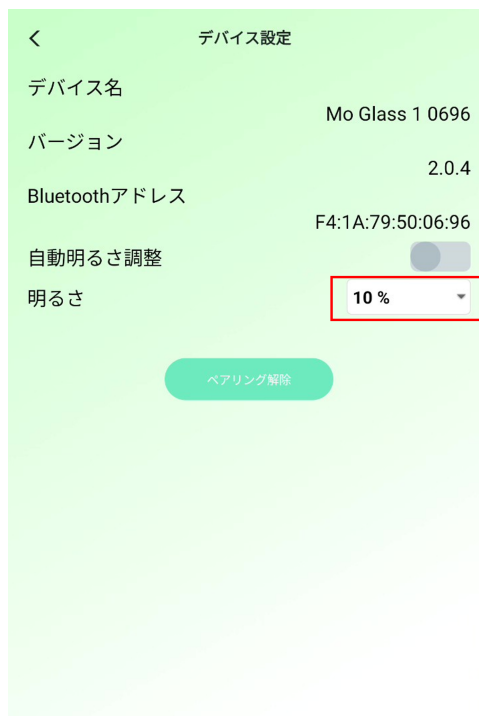 デバイス設定
デバイス名
Mo Glass 1 0696
バージョン
2.0.4
Bluetoothアドレス
F4:1A:79:50:06:96
自動明るさ調整
明るさ
10 %
ペアリング解除